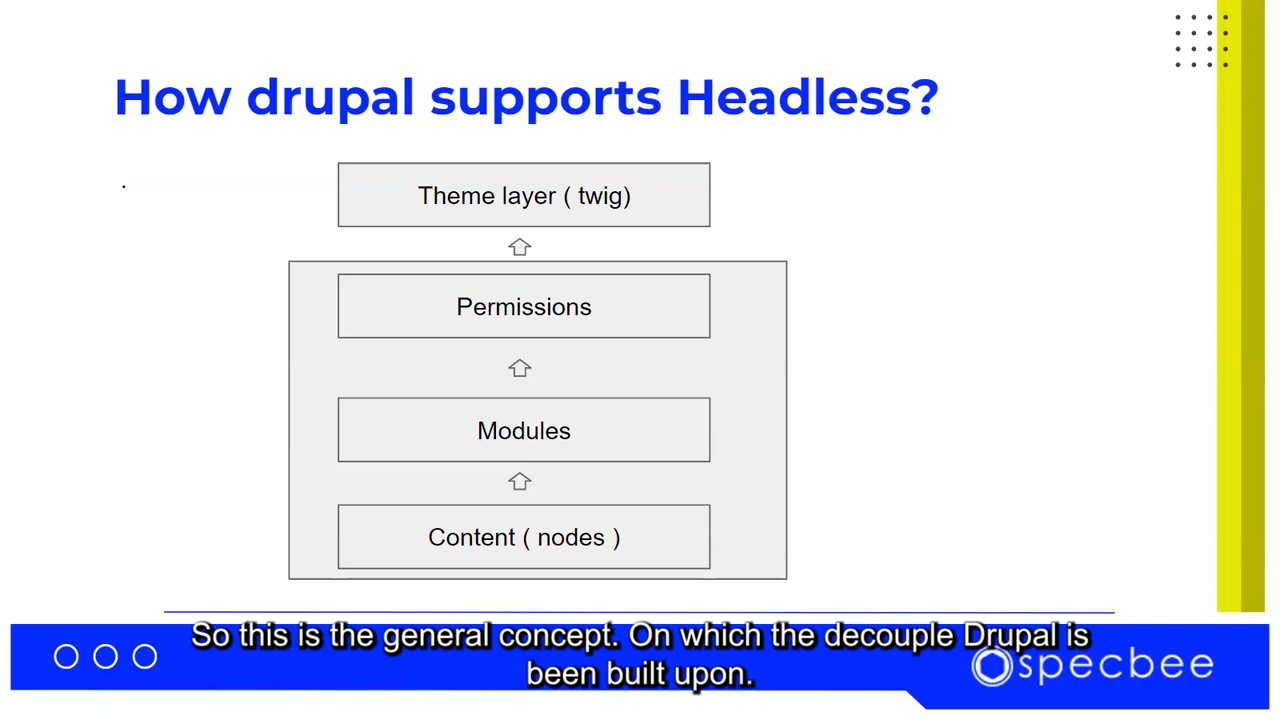 How drupal supports Headless?
.
Theme layer ( twig)
Permissions
Modules
Content ( nodes )
So this is the general concept. On which the decouple Drupal is
been built upon.
specbee